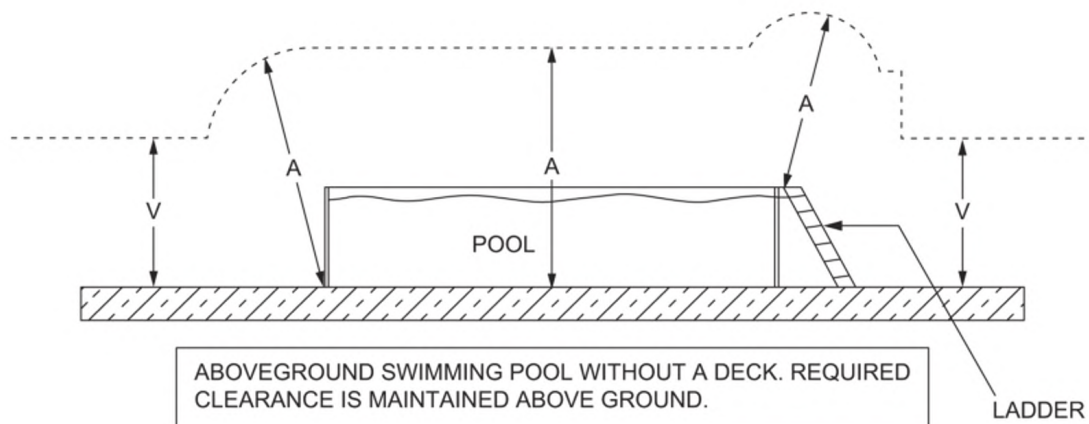 A
A
A
V
V
POOL
ABOVEGROUND SWIMMING POOL WITHOUT A DECK. REQUIRED
CLEARANCE IS MAINTAINED ABOVE GROUND.
LADDER